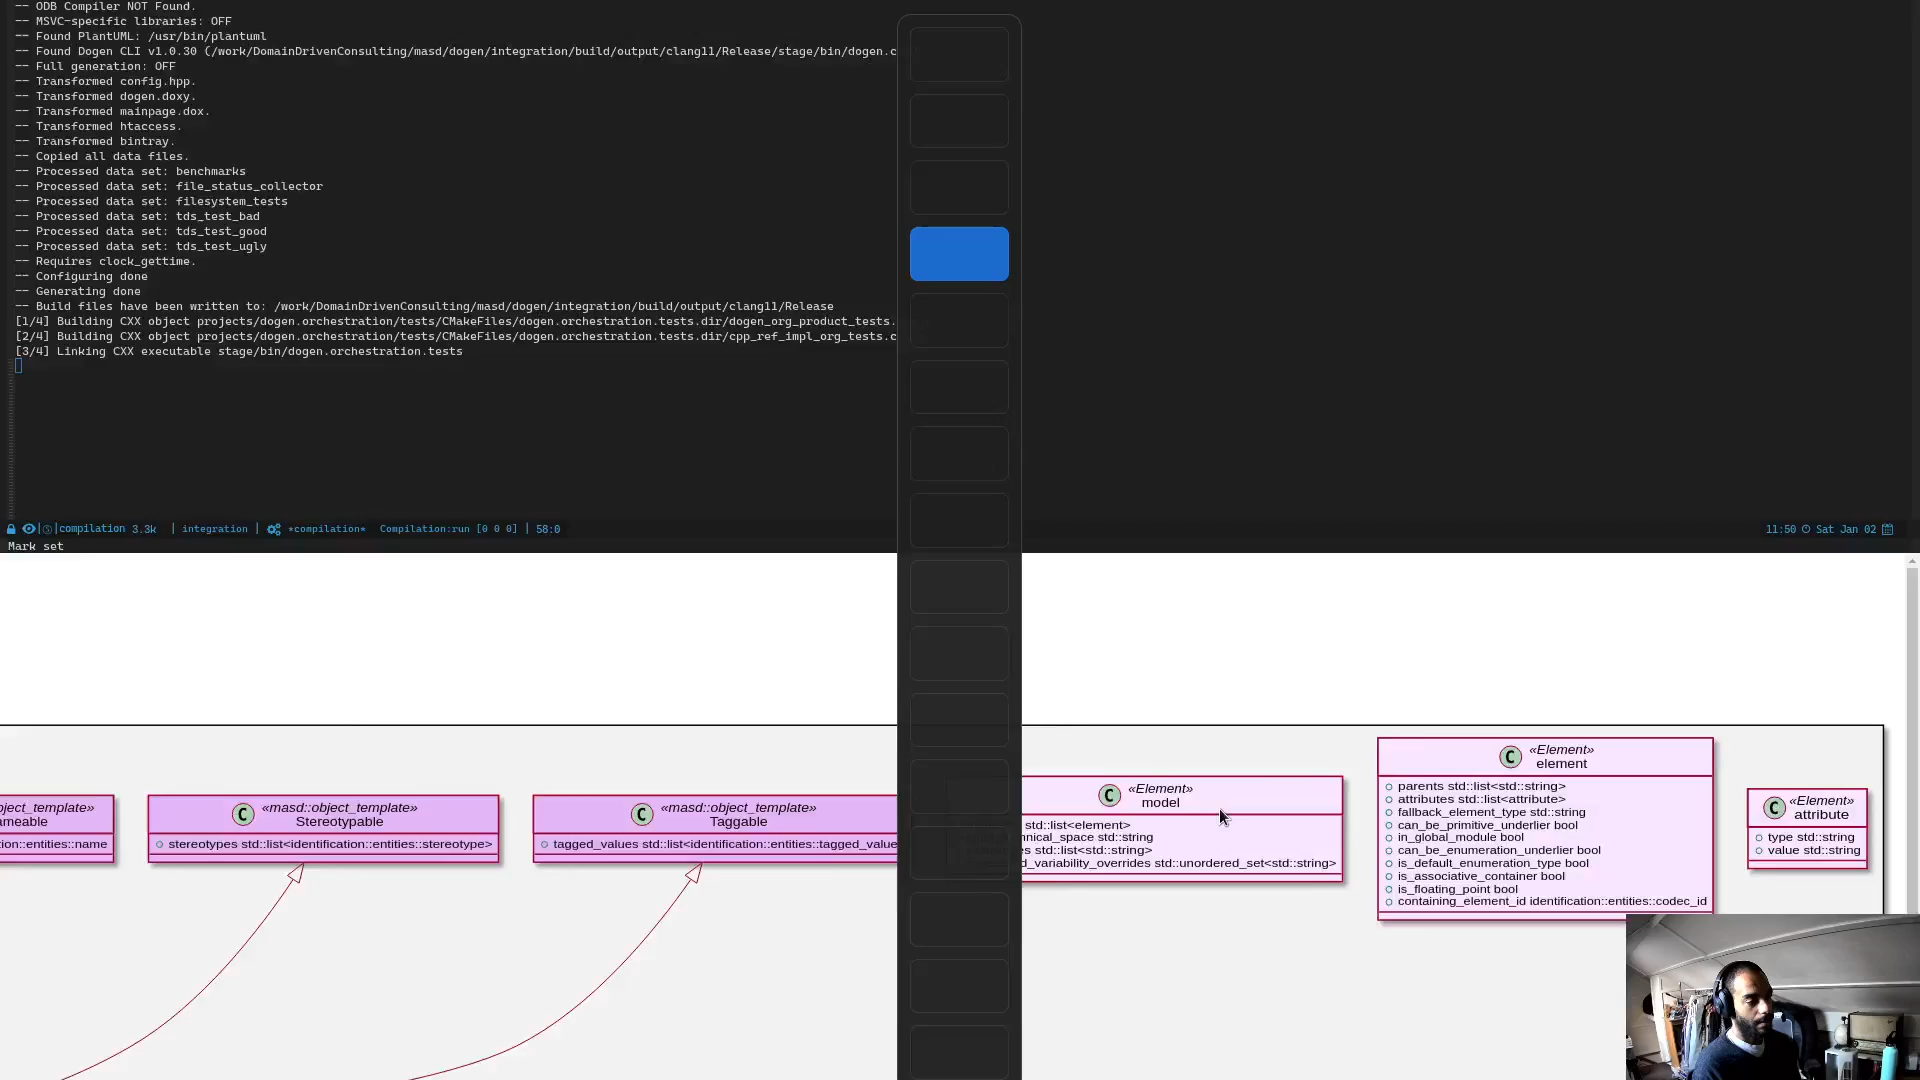 -- ODB Compiler NOT Found.
-- MSVC-specific libraries: OFF
-- Found PlantUML: /usr/bin/plantuml
-- Found Dogen CLI v1.0.30 (/work/DomainDrivenConsulting/masd/dogen/integration/build/output/clang11/Release/stage/bin/dogen.c
-- Full generation: OFF
-- Transformed config.hpp.
-- Transformed dogen.doxy.
-- Transformed mainpage.dox.
-- Transformed htaccess.
-- Transformed bintray.
-- Copied all data files.
-- Processed data set: benchmarks
-- Processed data set: file_status_collector
-- Processed data set: filesystem_tests
-- Processed data set: tds_test_bad
-- Processed data set: tds_test_good
-- Processed data set: tds_test_ugly
-- Requires clock_gettime.
-- Configuring done
-- Generating done
-- Build files have been written to: /work/DomainDrivenConsulting/masd/dogen/integration/build/output/clang11/Release
[1/4] Building CXX object projects/dogen.orchestration/tests/CMakeFiles/dogen.orchestration.tests.dir/dogen_org_product_tests.
[2/4] Building CXX object projects/dogen.orchestration/tests/CMakeFiles/dogen.orchestration.tests.dir/cpp_ref_impl_org_tests.c
[3/4] Linking CXX executable stage/bin/dogen.orchestration.tests
compilation 3.3k | integration | *compilation* Compilation:run [0 0 0] | 58:0 11:50 Sat Jan 02
Mark set
ject_template»
ameable
ion::entities::name
C «masd::object_template»
Stereotypable
stereotypes std::list<identification::entities::stereotype>
C «masd::object_template»
Taggable
tagged_values std::list<identification::entities::tagged_value
C «Element»
model
std::list<element>
nical_space std::string
s std::list<std::string>
d_variability_overrides std::unordered_set<std::string>
C «Element»
element
parents std::list<std::string>
attributes std::list<attribute>
fallback_element_type std::string
can_be_primitive_underlier bool
in_global_module bool
can_be_enumeration_underlier bool
is_default_enumeration_type bool
is_associative_container bool
is_floating_point bool
containing_element_id identification::entities::codec_id
C «Element»
attribute
type std::string
value std::string